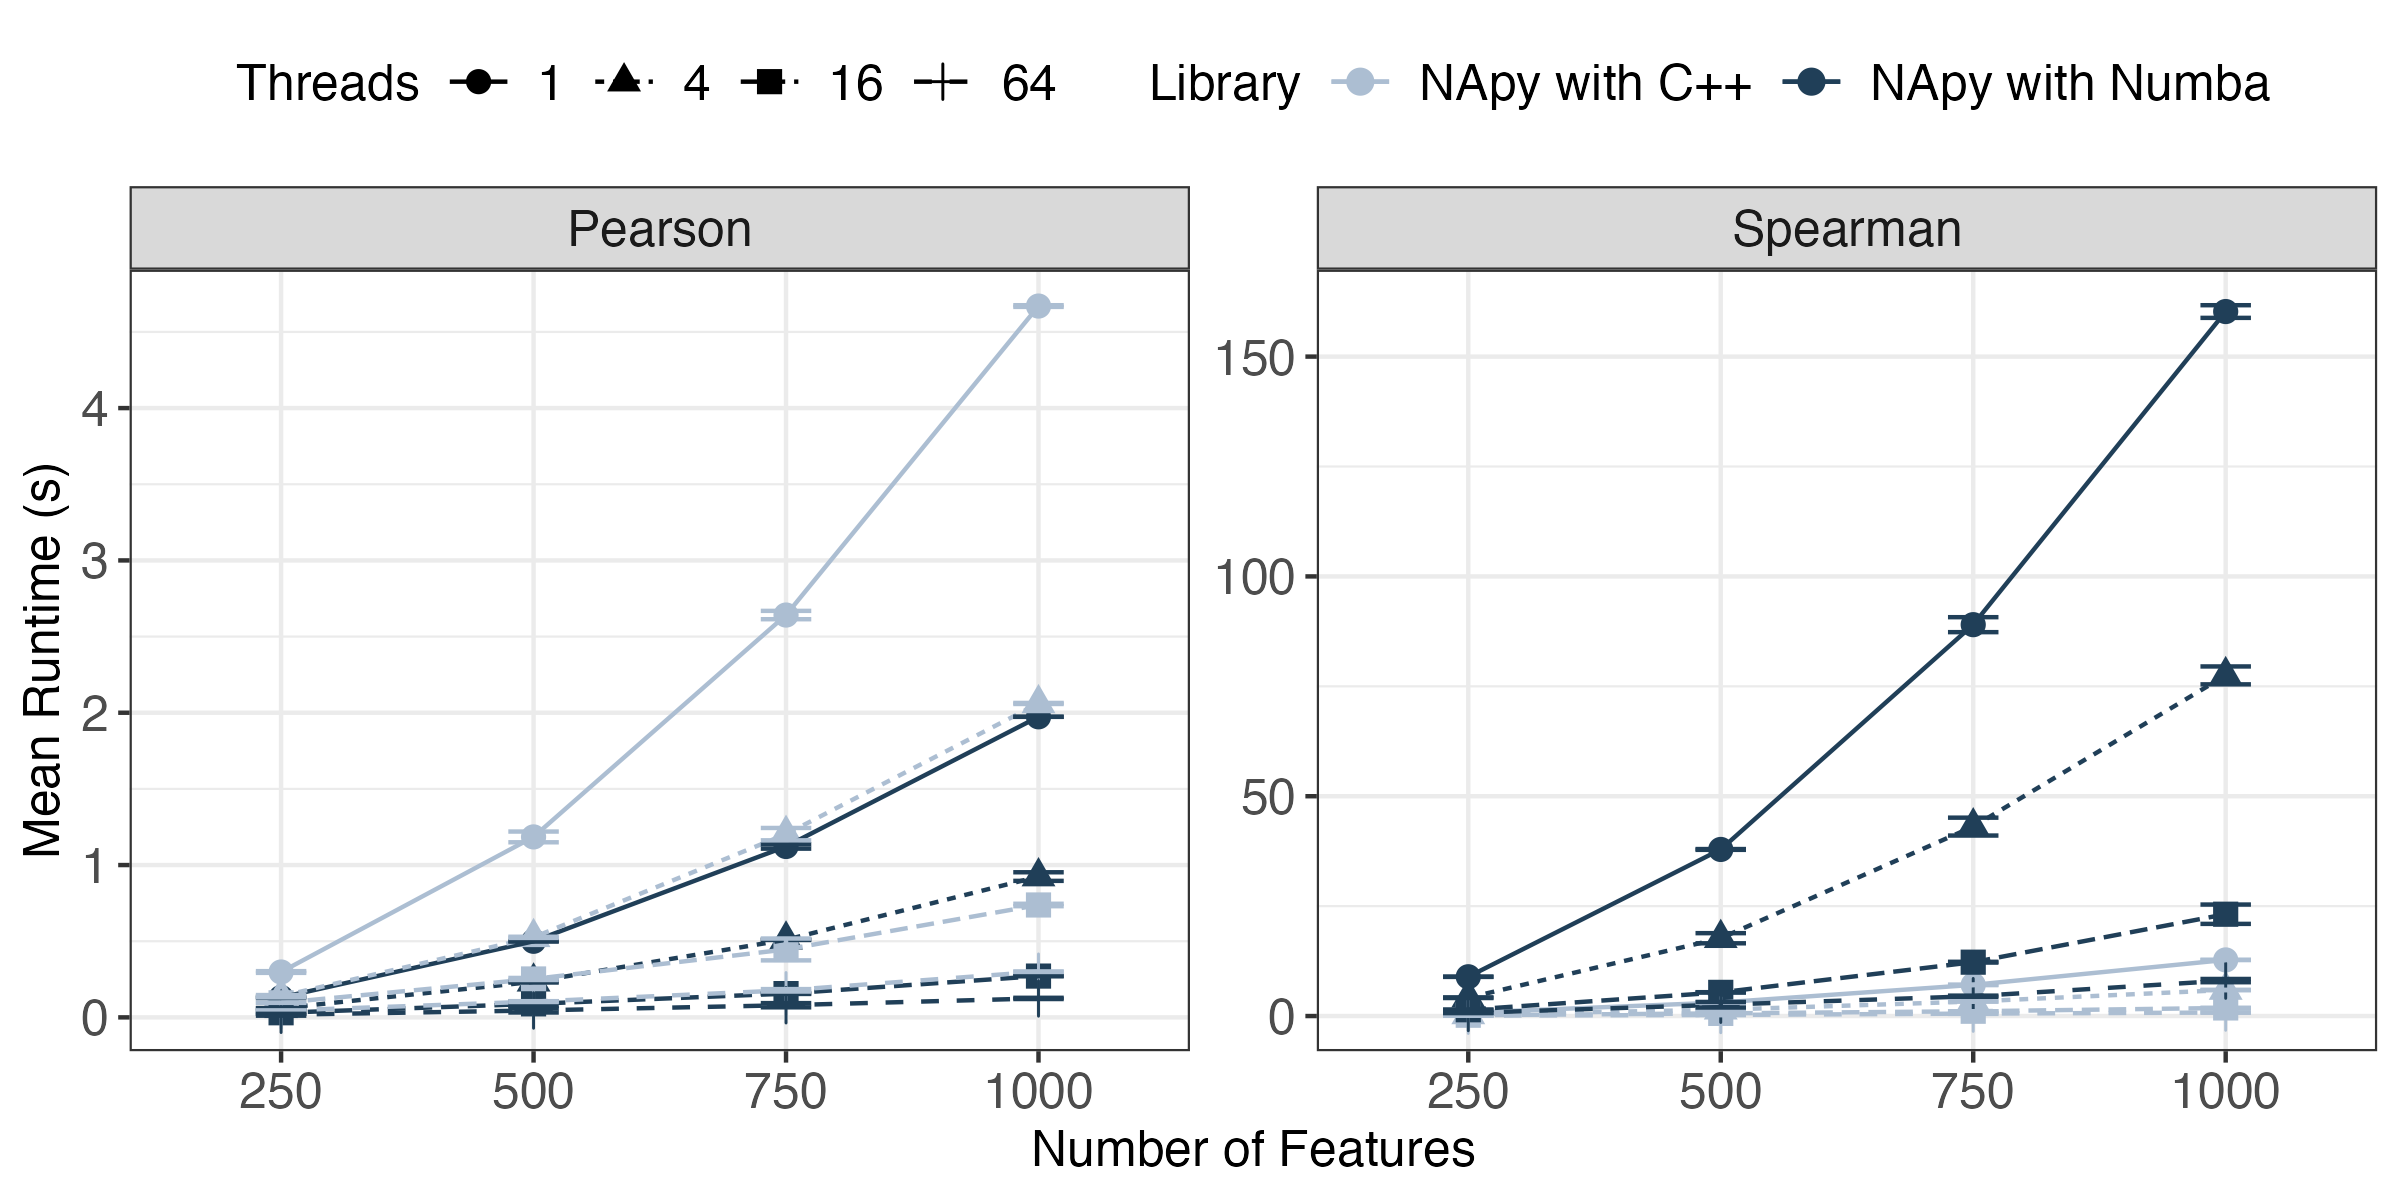 Threads 1 4 16 64 Library NApy with C++ NApy with Numba
Pearson
Spearman
Mean Runtime (s)
4
3
2
1
0
250 500 750 1000
150
100
50
0
250 500 750 1000
Number of Features